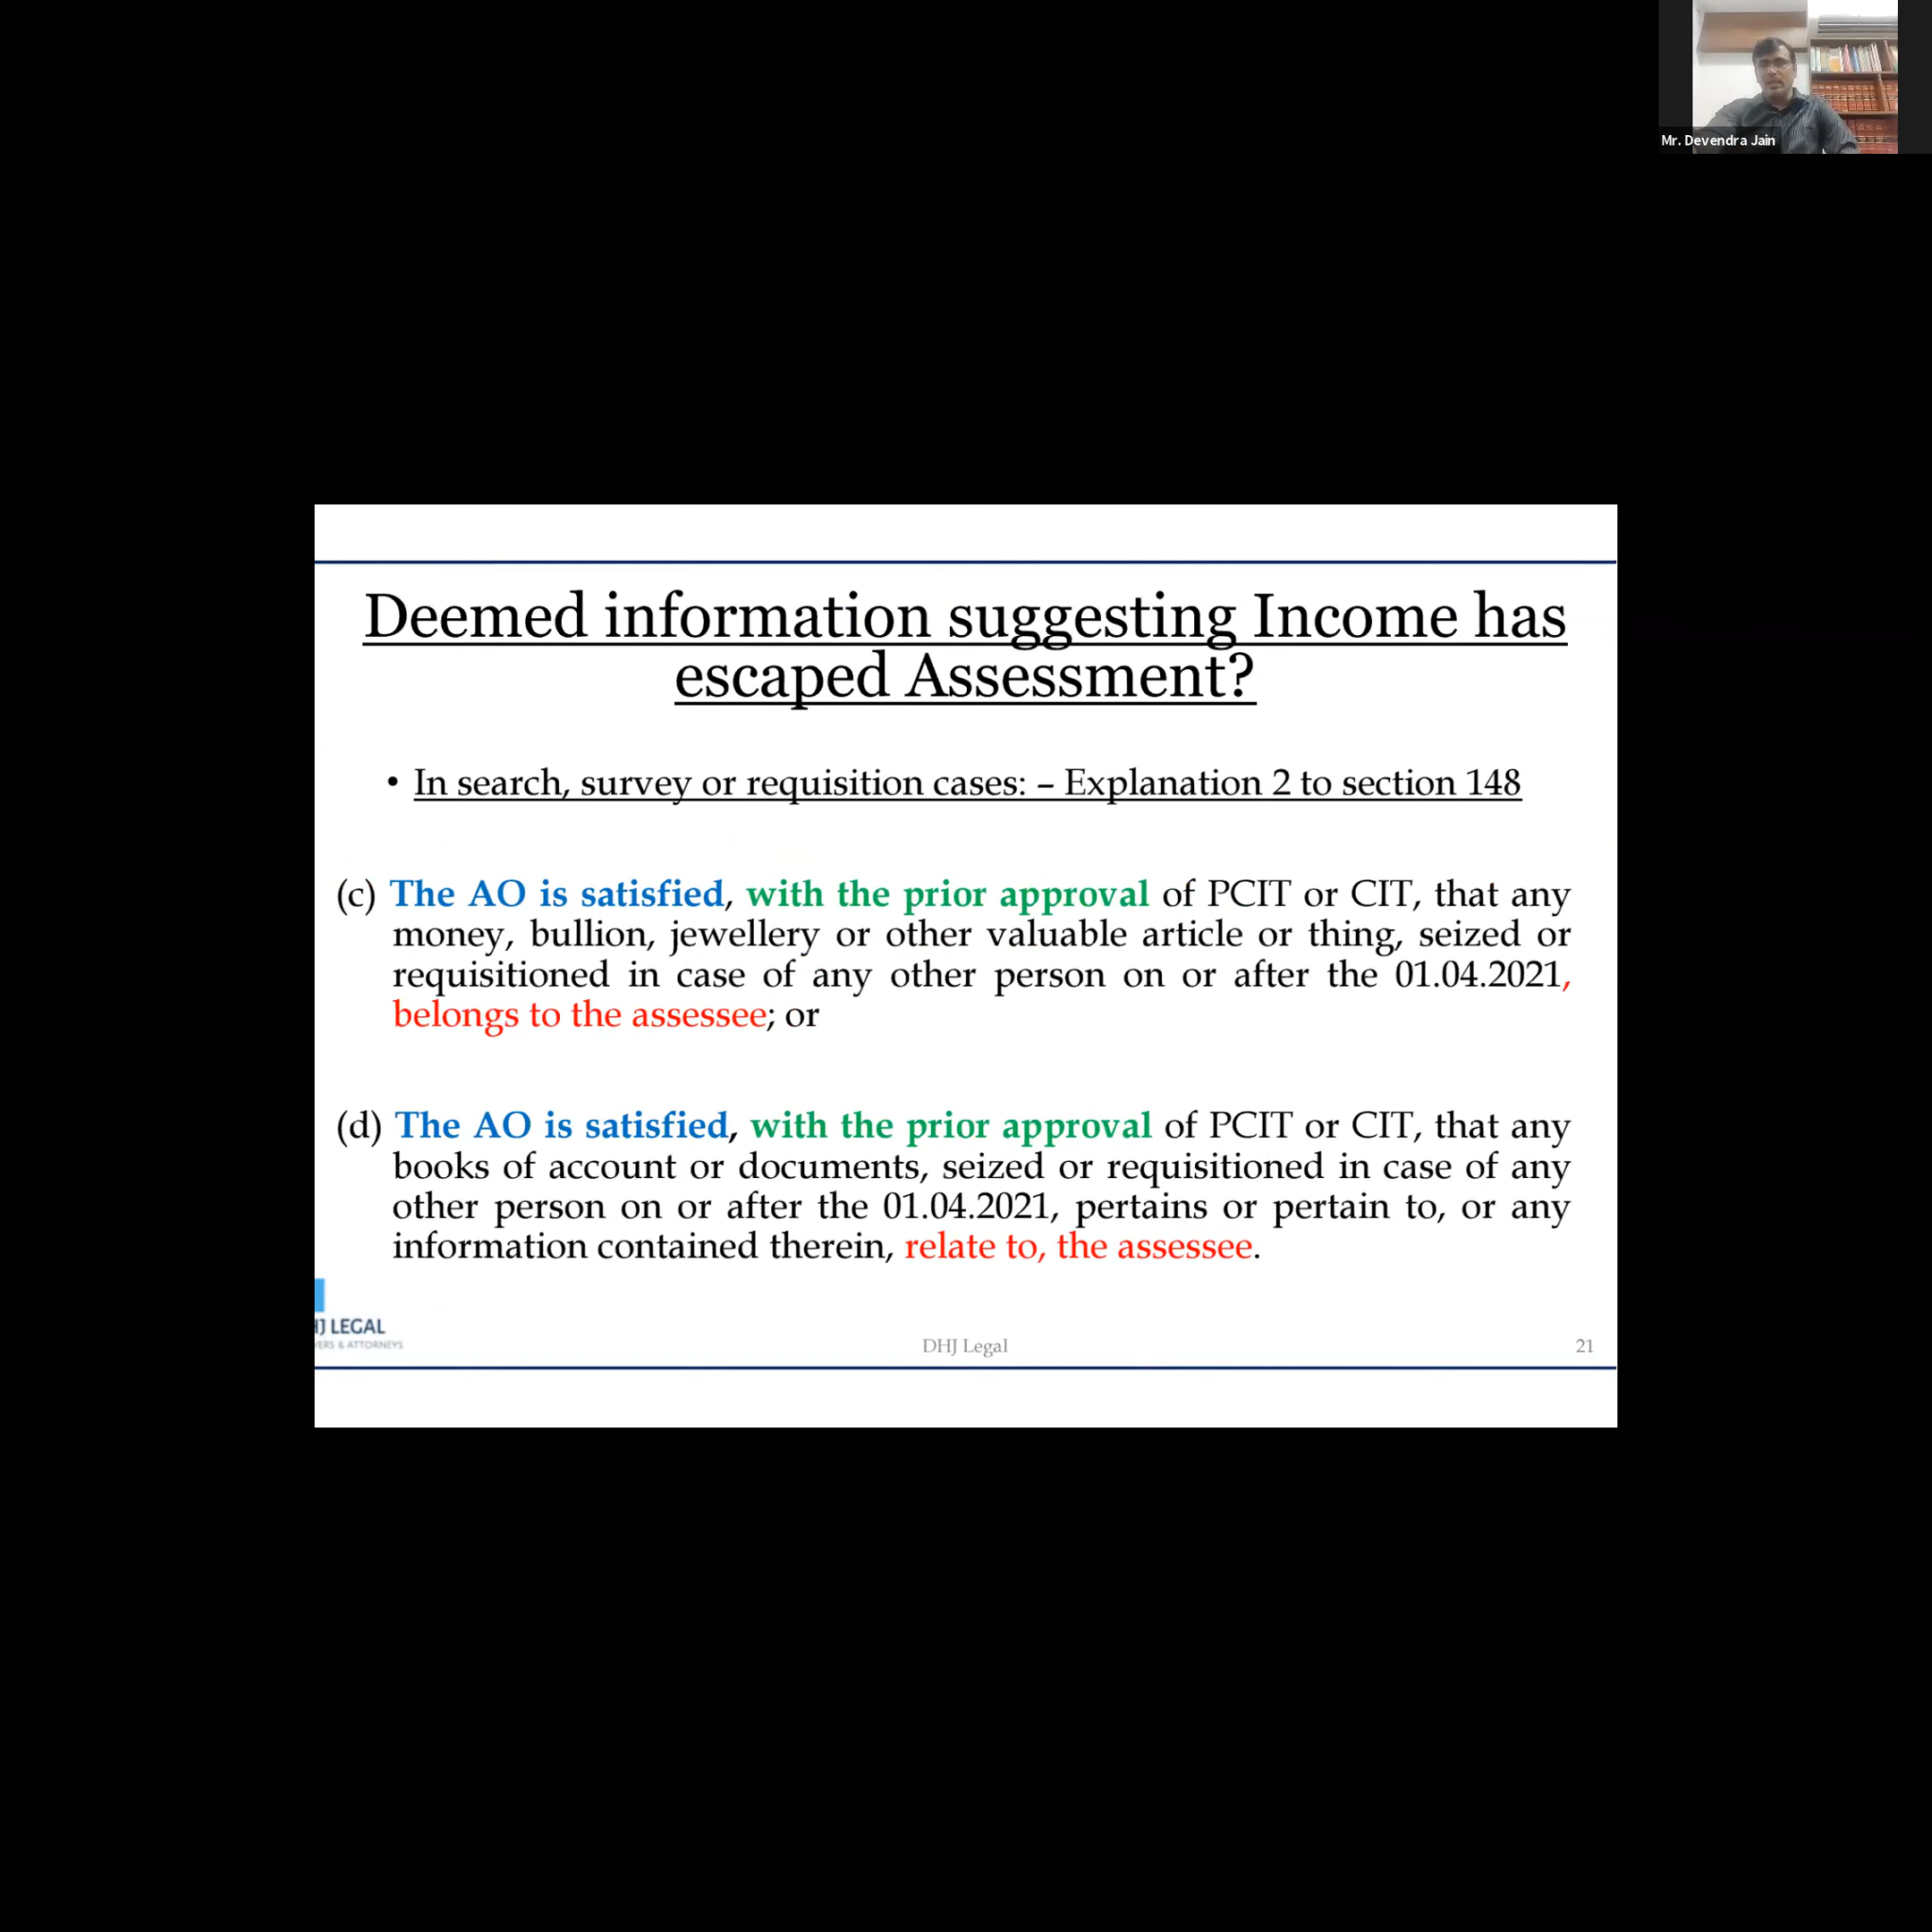 Mr. Devendra Jain
Deemed information suggesting Income has
escaped Assessment?
• In search, survey or requisition cases: – Explanation 2 to section 148
(c) The AO is satisfied, with the prior approval of PCIT or CIT, that any
money, bullion, jewellery or other valuable article or thing, seized or
requisitioned in case of any other person on or after the 01.04.2021,
belongs to the assessee; or
(d) The AO is satisfied, with the prior approval of PCIT or CIT, that any
books of account or documents, seized or requisitioned in case of any
other person on or after the 01.04.2021, pertains or pertain to, or any
information contained therein, relate to, the assessee.
LEGAL
& ATTORNEYS
DHJ Legal
21